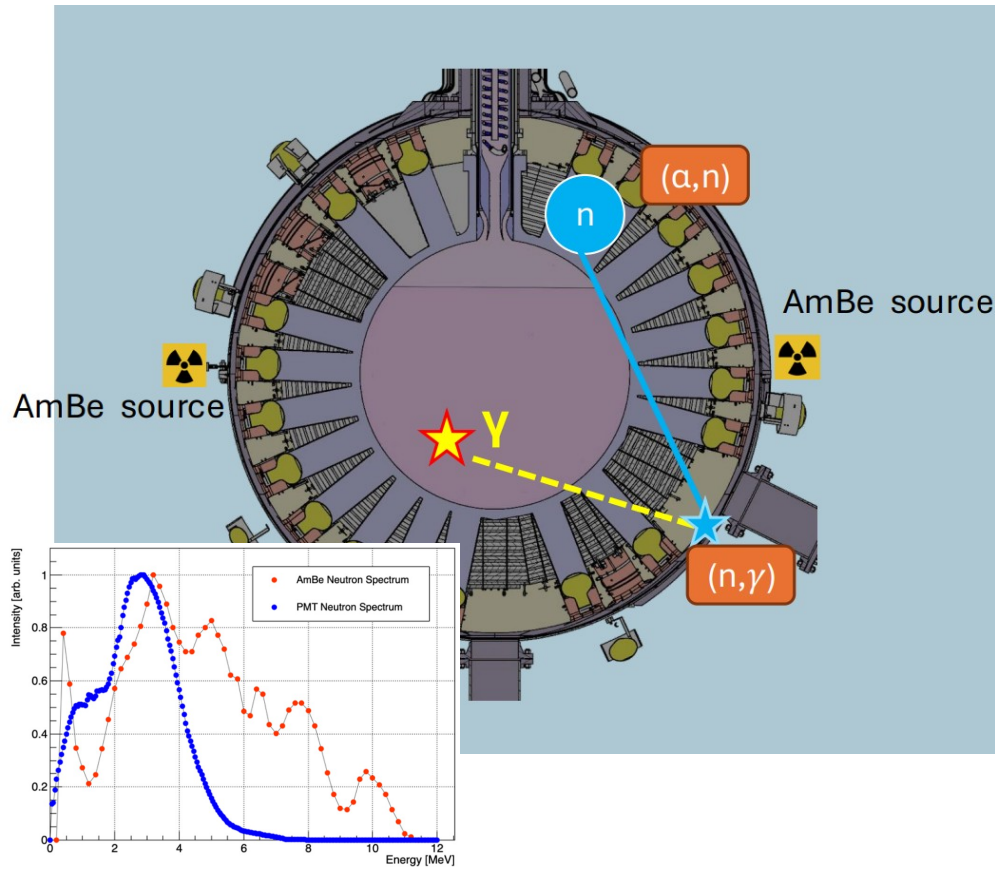 (α,n)
n
AmBe source
AmBe source
γ
(n,γ)
Intensity [arb. units]
1
0.8
0.6
0.4
0.2
0
AmBe Neutron Spectrum
PMT Neutron Spectrum
0 2 4 6 8 10 12
Energy [MeV]